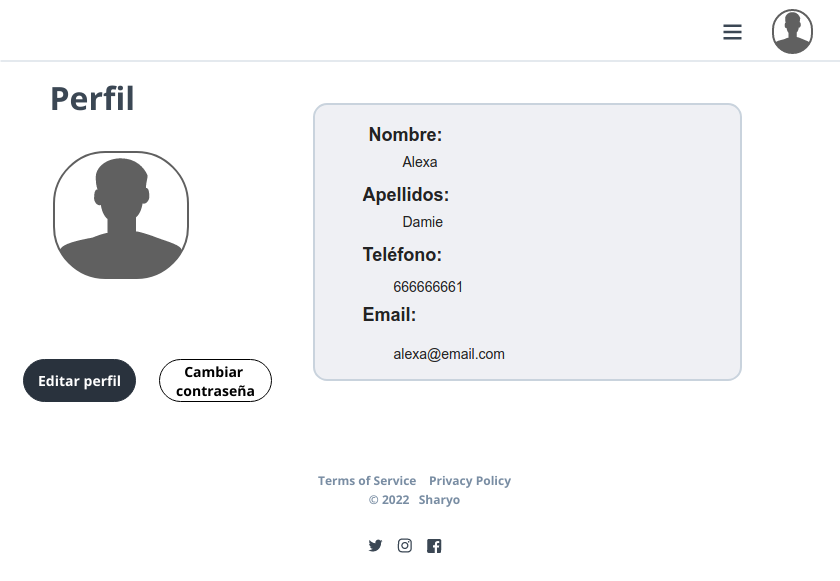 Perfil
Nombre:
Alexa
Apellidos:
Damie
Teléfono:
666666661
Email:
alexa@email.com
Editar perfil
Cambiar
contraseña
Terms of Service Privacy Policy
© 2022 Sharyo